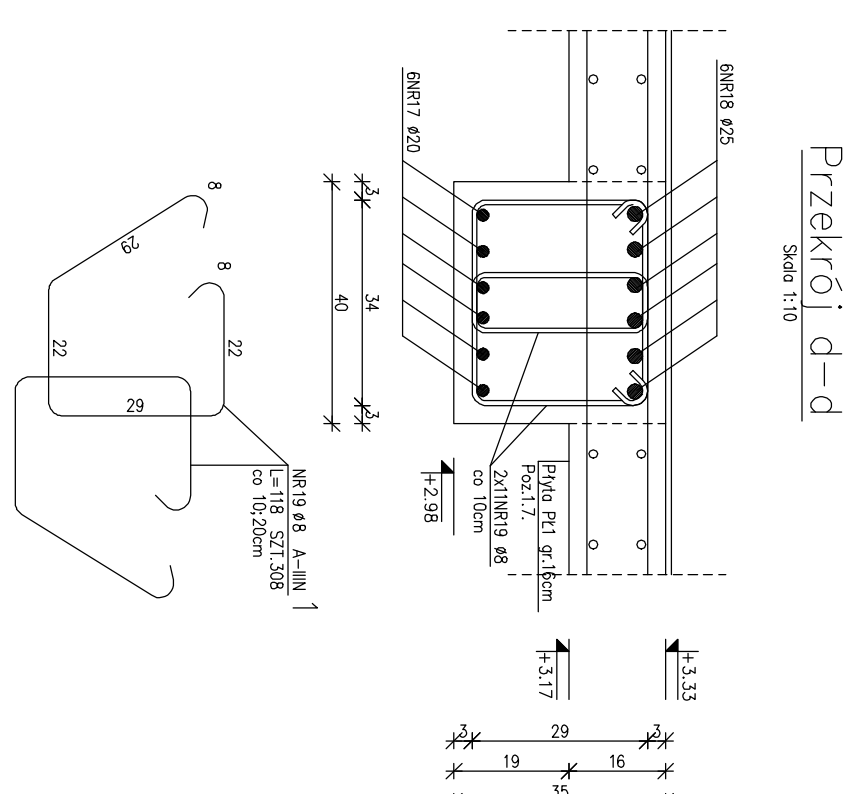 Przekrój d-d
Skala 1:10
6NR18 ø25
6NR17 ø20
3
34
3
40
Płyta PŁ1 gr.16cm
Poz.1.7.
2x11NR19 ø8
co 10cm
+2.98
+3.17
+3.33
3
29
3
19
16
35
8
29
8
22
22
29
NR19 ø8 A-IIIN
L=118 SZT.308
co 10;20cm
1